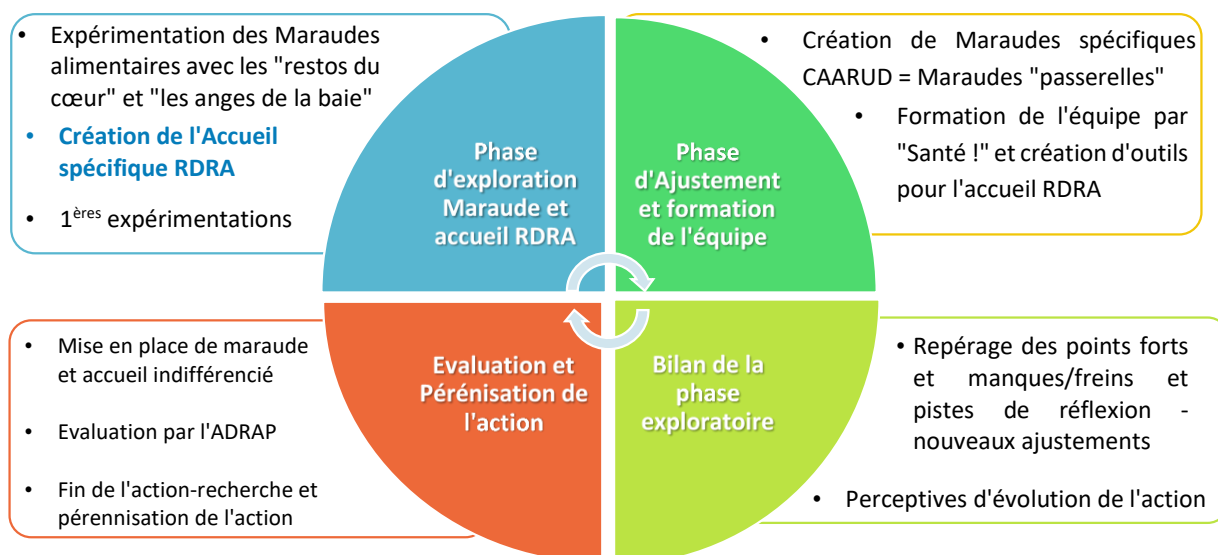 • Expérimentation des Maraudes
alimentaires avec les "restos du
cœur" et "les anges de la baie"
• Création de l'Accueil
spécifique RDRA
• 1ères expérimentations
Phase
d'exploration
Maraude et
accueil RDRA
Phase
d'Ajustement
et formation
de l'équipe
• Création de Maraudes spécifiques
CAARUD = Maraudes "passerelles"
• Formation de l'équipe par
"Santé !" et création d'outils
pour l'accueil RDRA
• Mise en place de maraude
et accueil indifférencié
• Evaluation par l'ADRAP
• Fin de l'action-recherche et
pérennisation de l'action
Evaluation et
Pérénisation de
l'action
Bilan de la
phase
exploratoire
• Repérage des points forts
et manques/freins et
pistes de réflexion -
nouveaux ajustements
• Perceptives d'évolution de l'action